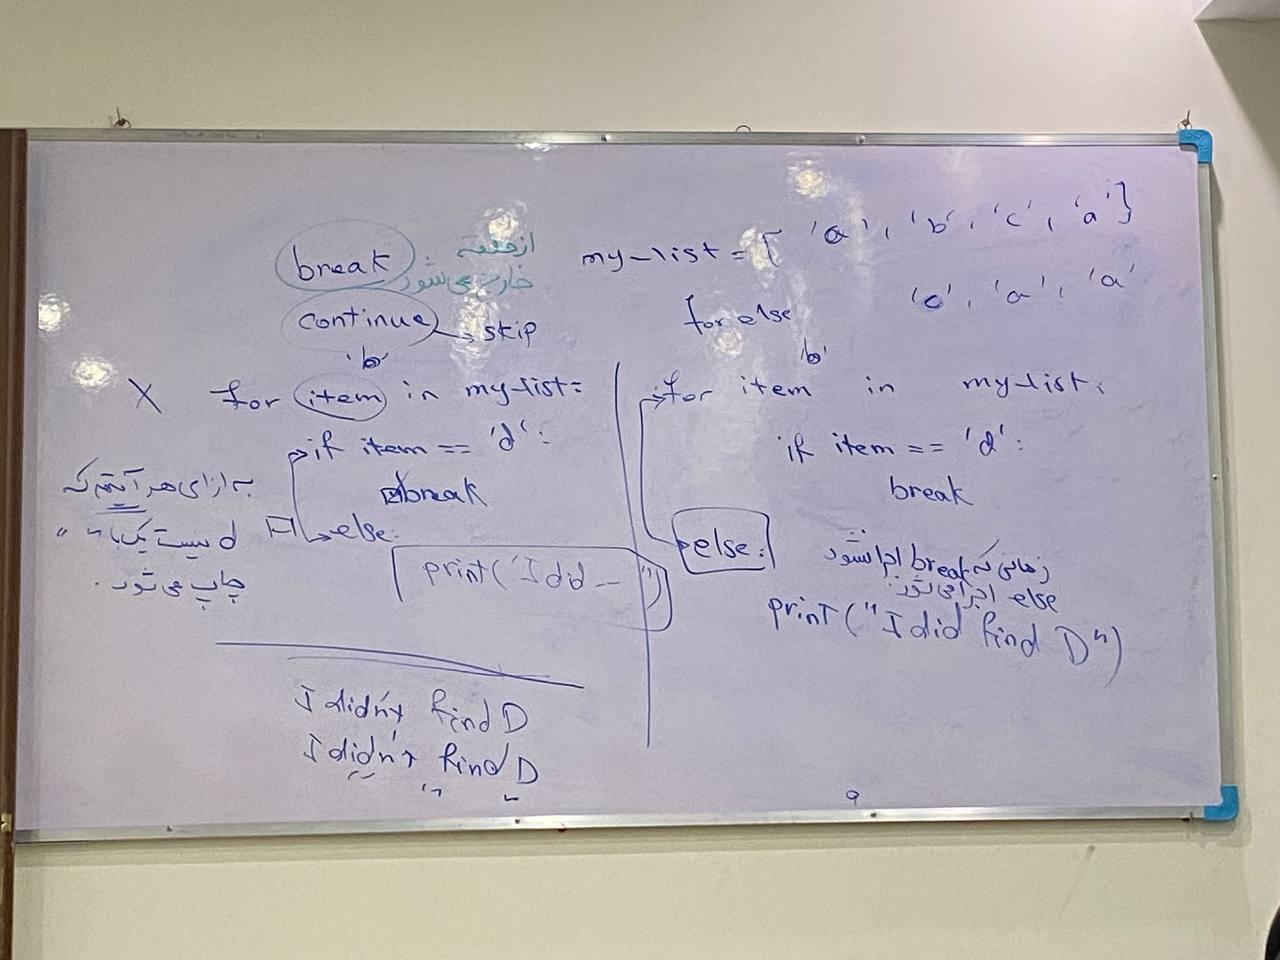 break از حلقه
خارج می‌شود
continue → skip
'b'
X for item in my-list:
if item == 'd':
break
else:
print('I did — ")
به ازای هر آیتم که
d نیست یک بار " "
چاپ می‌شود.
I didn't find D
I didn't find D
" "
my-list = [ 'a', 'b', 'c', 'a' ]
'c', 'a', 'a'
for else
'b'
for item in my-list:
if item == 'd':
break
else:
زمانی که break اجرا نشود
else اجرا می‌شود.
print("I did find D")